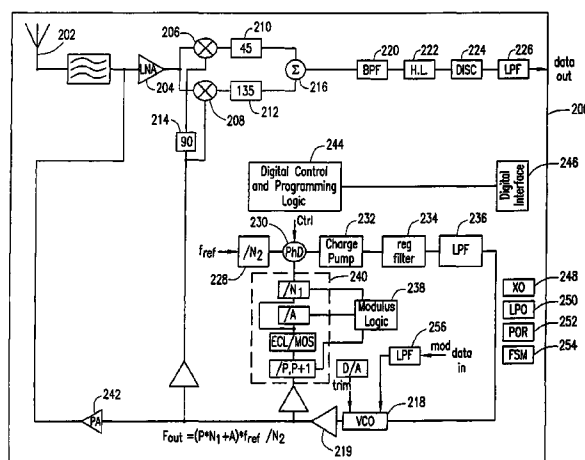 202
LNA
204
206
210
45
135
208
212
Σ
216
214
90
220
222
224
226
BPF
H.L.
DISC
LPF
data out
200
244
Digital Control and Programming Logic
246
Digital Interface
Ctrl
230
232
234
236
fref
/N2
228
PhD
Charge Pump
reg filter
LPF
240
/N1
/A
ECL/MOS
/P,P+1
238
Modulus Logic
256
LPF
mod data in
D/A
trim
VCO
218
219
XO
248
LPO
250
POR
252
FSM
254
242
PA
Fout =(P*N1+A)*fref /N2